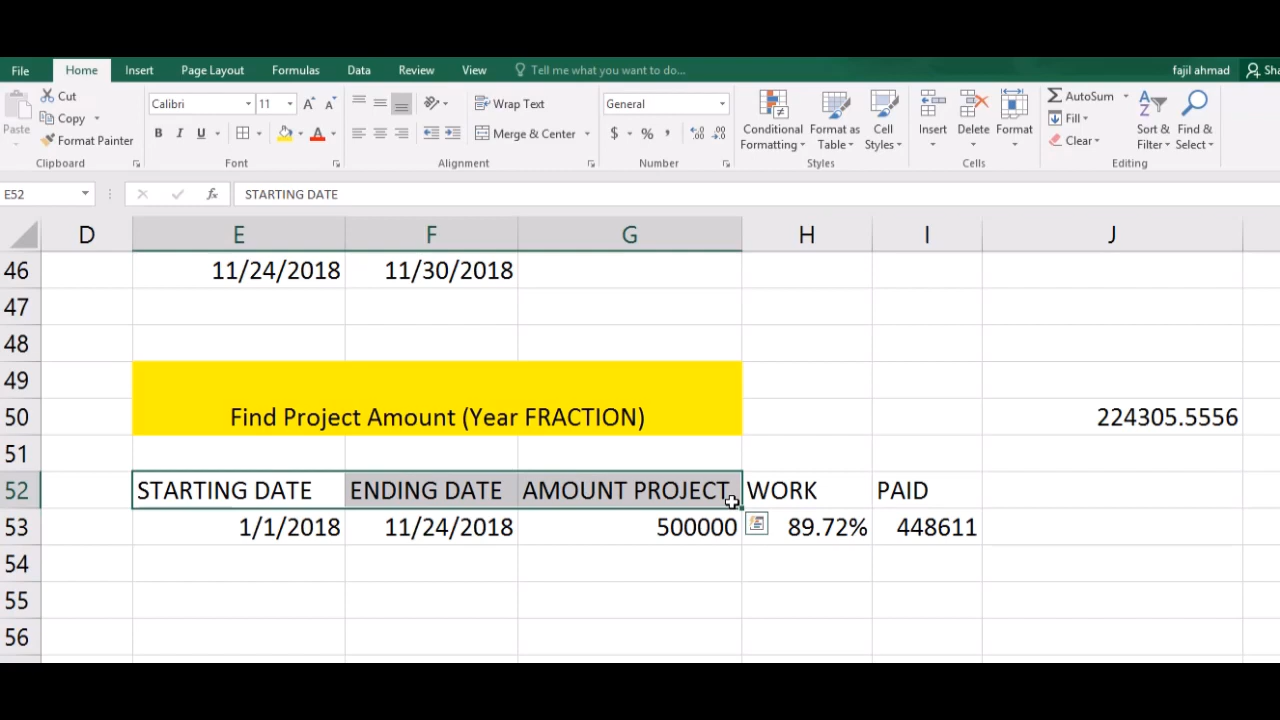 File Home Insert Page Layout Formulas Data Review View Tell me what you want to do... fajil ahmad Sha
Paste Cut Copy Format Painter Clipboard
Calibri 11 A A B I U A Font
Wrap Text Merge & Center Alignment
General $ % , .00 Number
Conditional Formatting Format as Table Cell Styles Styles
Insert Delete Format Cells
AutoSum Fill Clear Sort & Filter Find & Select Editing
E52 fx STARTING DATE
D E F G H I J
46 11/24/2018 11/30/2018
47
48
49
50 Find Project Amount (Year FRACTION) 224305.5556
51
52 STARTING DATE ENDING DATE AMOUNT PROJECT WORK PAID
53 1/1/2018 11/24/2018 500000 89.72% 448611
54
55
56